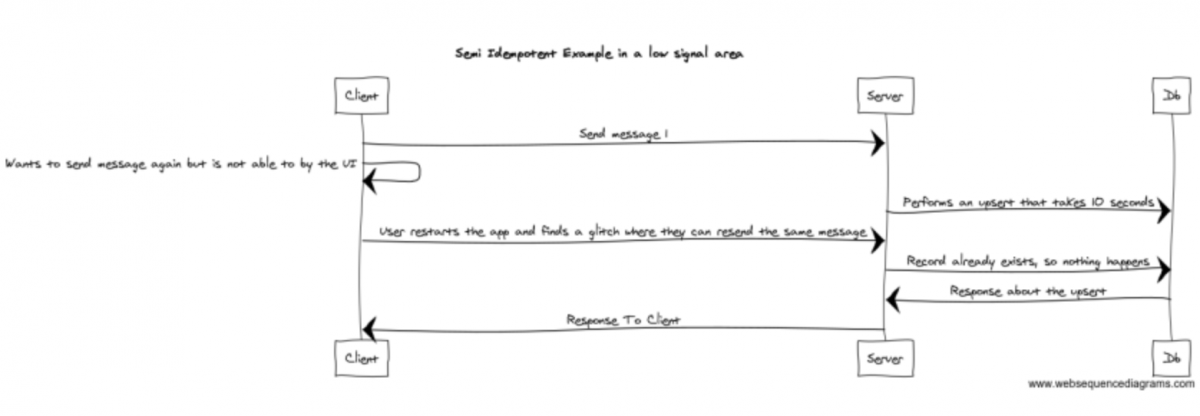 Semi Idempotent Example in a low signal area
Client
Server
Db
Send message 1
Wants to send message again but is not able to by the UI
Performs an upsert that takes 10 seconds
User restarts the app and finds a glitch where they can resend the same message
Record already exists, so nothing happens
Response about the upsert
Response To Client
Client
Server
Db
www.websequencediagrams.com